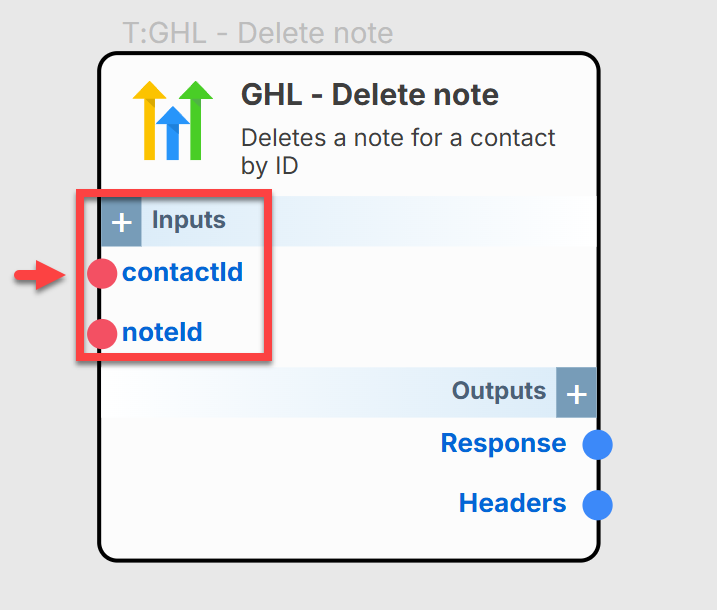 T:GHL - Delete note
GHL - Delete note
Deletes a note for a contact
by ID
+ Inputs
contactId
noteId
Outputs +
Response
Headers